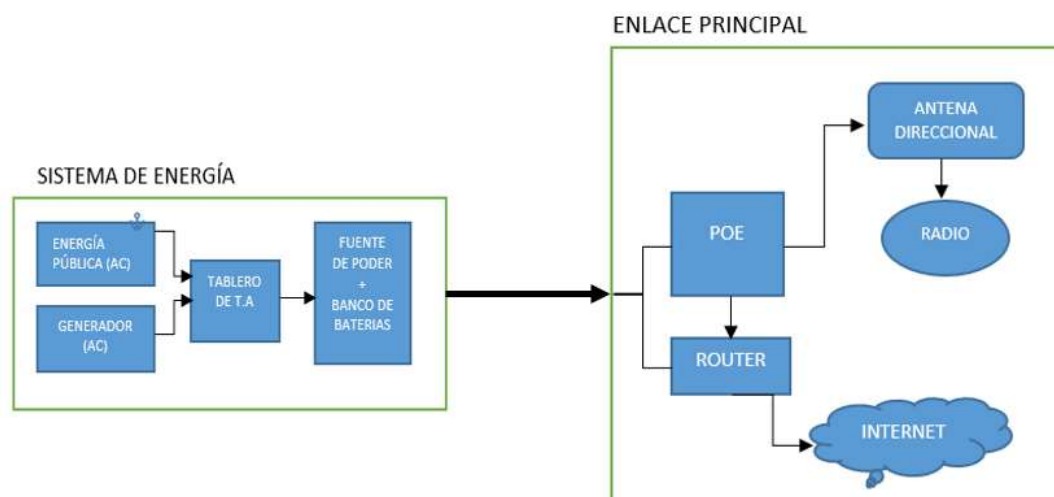 ENLACE PRINCIPAL
ANTENA
DIRECCIONAL
RADIO
POE
ROUTER
INTERNET
SISTEMA DE ENERGÍA
ENERGÍA
PÚBLICA (AC)
GENERADOR
(AC)
TABLERO
DE T.A
FUENTE
DE PODER
+
BANCO DE
BATERIAS